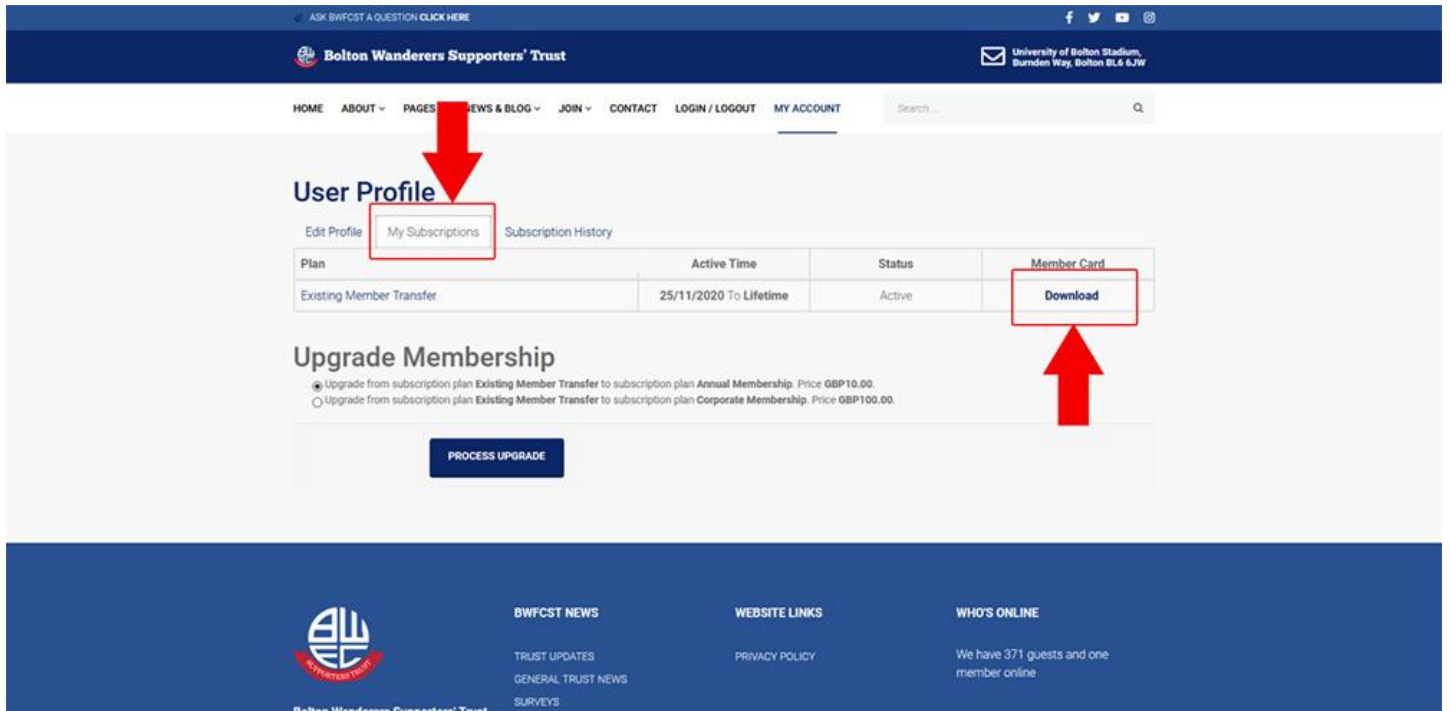 ASK BWFCST A QUESTION CLICK HERE
Bolton Wanderers Supporters' Trust
University of Bolton Stadium,
Burnden Way, Bolton BL6 6JW
HOME ABOUT PAGES NEWS & BLOG JOIN CONTACT LOGIN / LOGOUT MY ACCOUNT Search ...
User Profile
Edit Profile My Subscriptions Subscription History
Plan Active Time Status Member Card
Existing Member Transfer 25/11/2020 To Lifetime Active Download
Upgrade Membership
Upgrade from subscription plan Existing Member Transfer to subscription plan Annual Membership. Price GBP10.00.
Upgrade from subscription plan Existing Member Transfer to subscription plan Corporate Membership. Price GBP100.00.
PROCESS UPGRADE
BWFCST NEWS WEBSITE LINKS WHO'S ONLINE
SUPPORTERS TRUST
TRUST UPDATES PRIVACY POLICY We have 371 guests and one
member online
GENERAL TRUST NEWS
SURVEYS
Bolton Wanderers Supporters' Trust